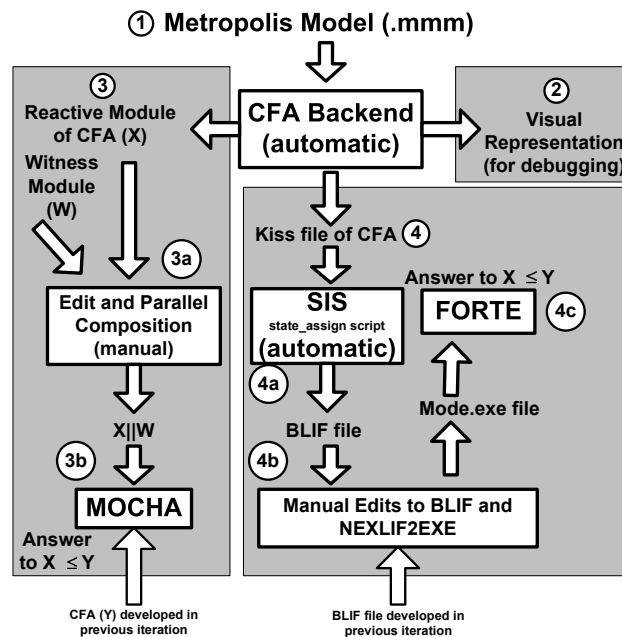 1 Metropolis Model (.mmm)
CFA Backend
(automatic)
3
Reactive Module
of CFA (X)
Witness
Module
(W)
3a
Edit and Parallel
Composition
(manual)
X||W
3b
MOCHA
Answer
to X ≤ Y
CFA (Y) developed in
previous iteration
2
Visual
Representation
(for debugging)
Kiss file of CFA 4
SIS
state_assign script
(automatic)
4a
BLIF file
4b
Manual Edits to BLIF and
NEXLIF2EXE
Mode.exe file
Answer to X ≤ Y
FORTE 4c
BLIF file developed in
previous iteration